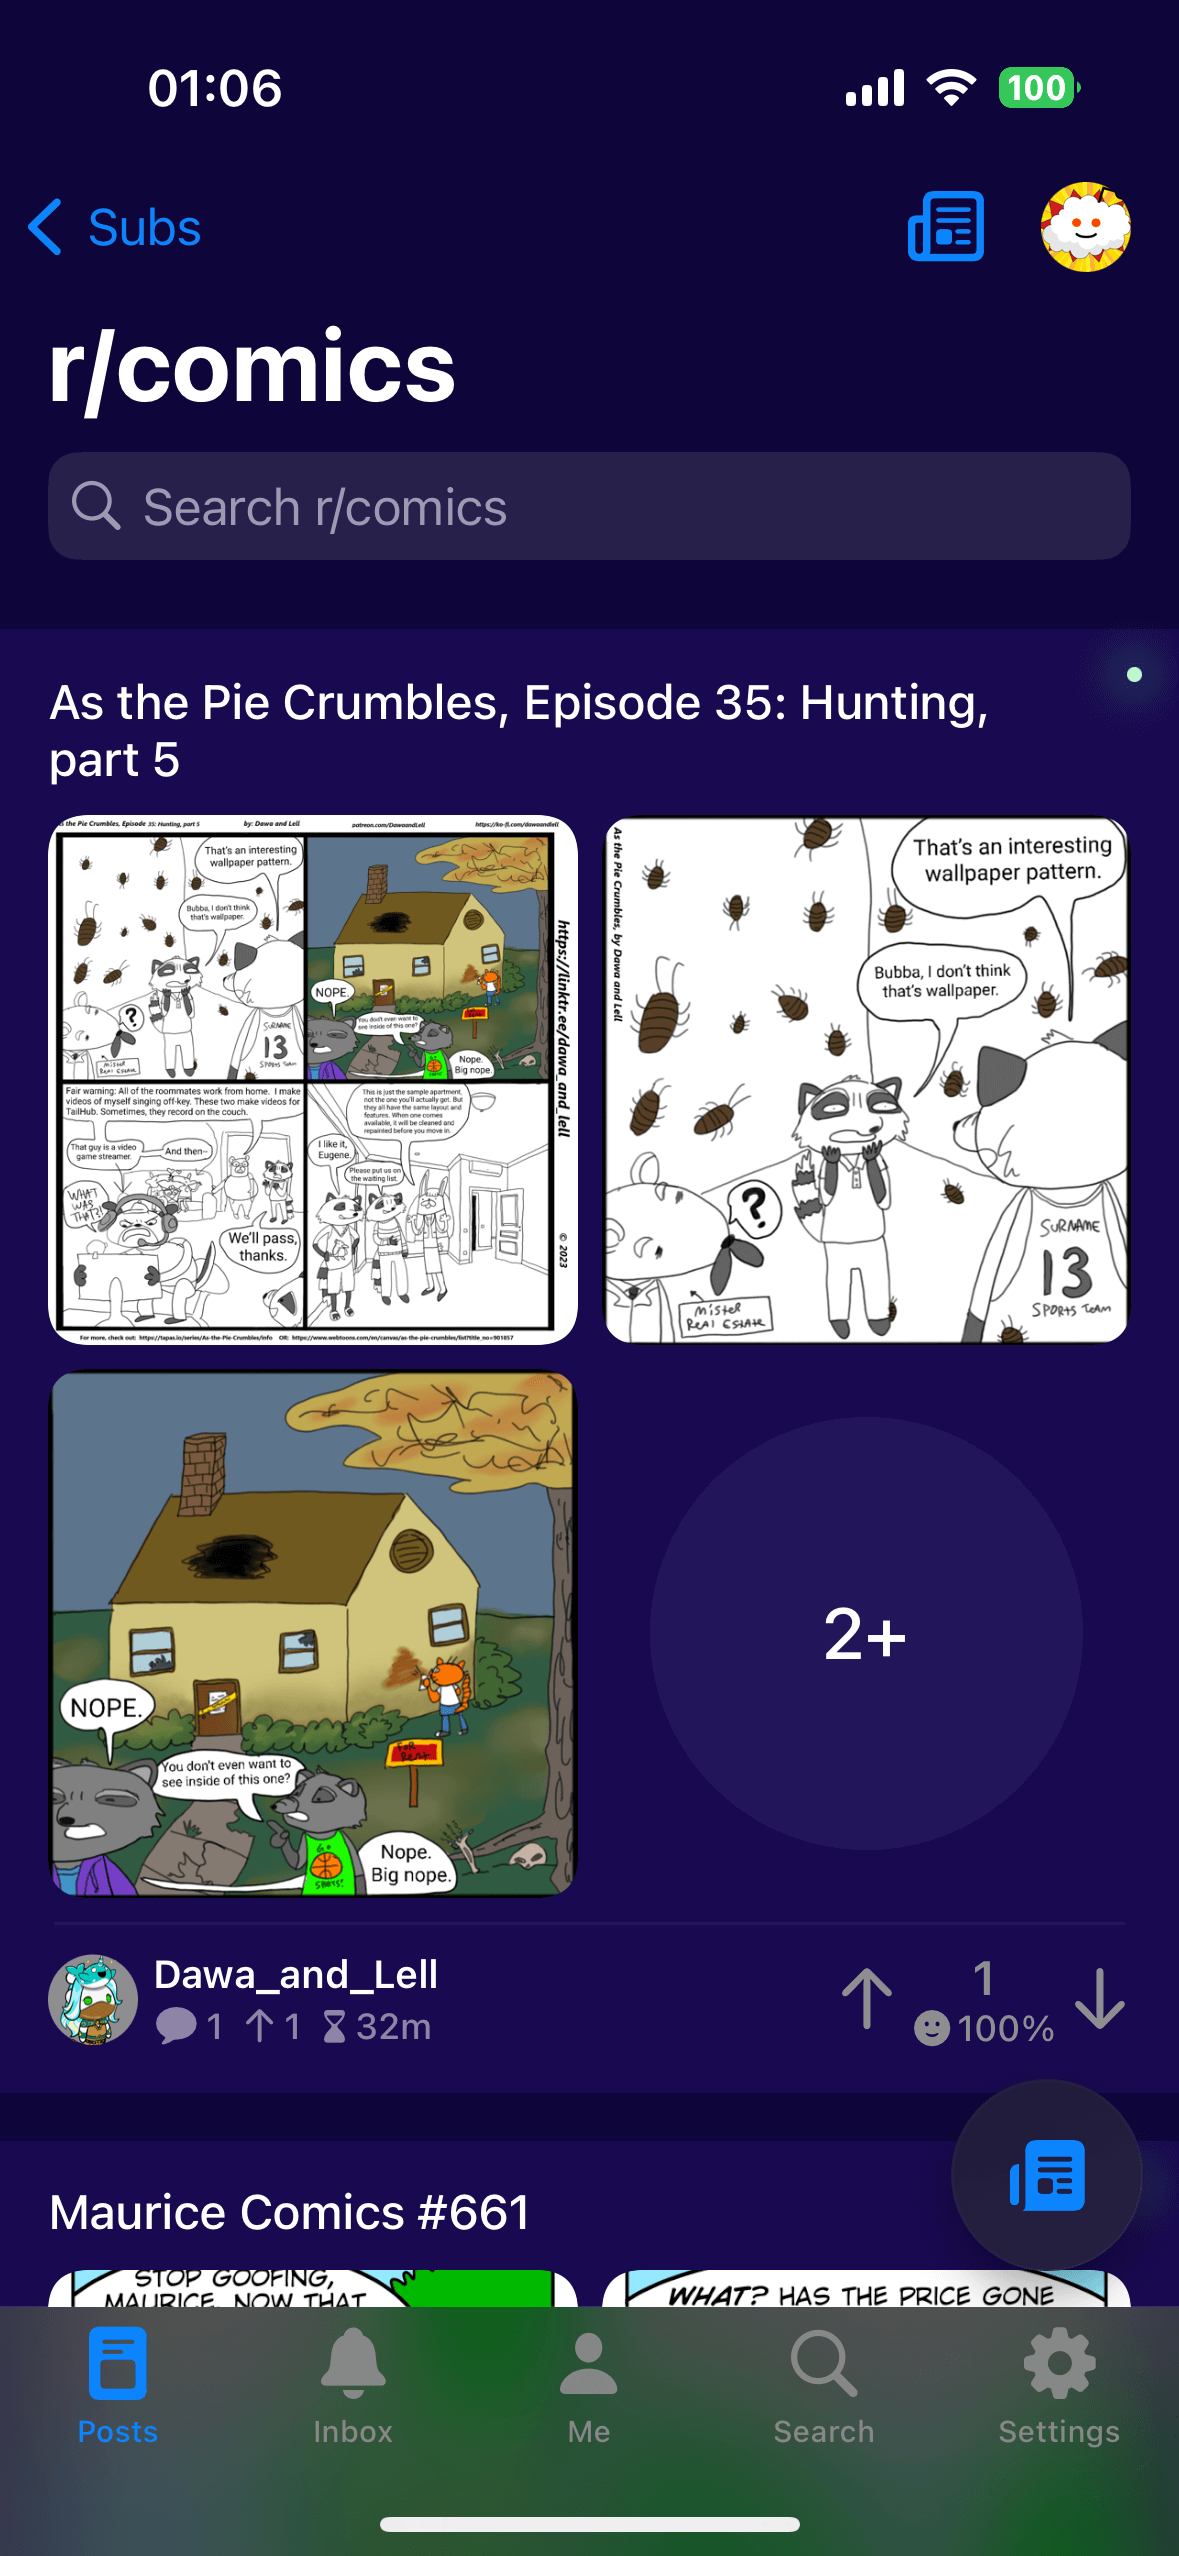 01:06
100
Subs
r/comics
Search r/comics
As the Pie Crumbles, Episode 35: Hunting,
part 5
As the Pie Crumbles, Episode 35: Hunting, part 5
by: Dawa and Lell
patreon.com/DawaandLell
https://ko-fi.com/dawaandlell
That's an interesting
wallpaper pattern.
Bubba, I don't think
that's wallpaper.
?
MISTER
REAL ESTATE
SURNAME
13
SPORTS TEAM
NOPE.
You don't even want to
see inside of this one?
Nope.
Big nope.
https://linktr.ee/dawa_and_lell
© 2023
Fair warning: All of the roommates work from home. I make
videos of myself singing off-key. These two make videos for
TailHub. Sometimes, they record on the couch.
That guy is a video
game streamer.
And then-
WHAT
WAS
THAT?!
We'll pass,
thanks.
This is just the sample apartment,
not the one you'll actually get. But
they all have the same layout and
features. When one comes
available, it will be cleaned and
repainted before you move in.
I like it,
Eugene.
Please put us on
the waiting list.
For more, check out: https://tapas.io/series/As-the-Pie-Crumbles/info OR: https://www.webtoons.com/en/canvas/as-the-pie-crumbles/list?title_no=901857
As the Pie Crumbles, by Dawa and Lell
That's an interesting
wallpaper pattern.
Bubba, I don't think
that's wallpaper.
?
MISTER
REAL ESTATE
SURNAME
13
SPORTS TEAM
NOPE.
You don't even want to
see inside of this one?
FOR
Rent
GO
SPORTS!
Nope.
Big nope.
2+
Dawa_and_Lell
1 1 32m
1
100%
Maurice Comics #661
STOP GOOFING,
MAURICE. NOW THAT
WHAT? HAS THE PRICE GONE
Posts
Inbox
Me
Search
Settings